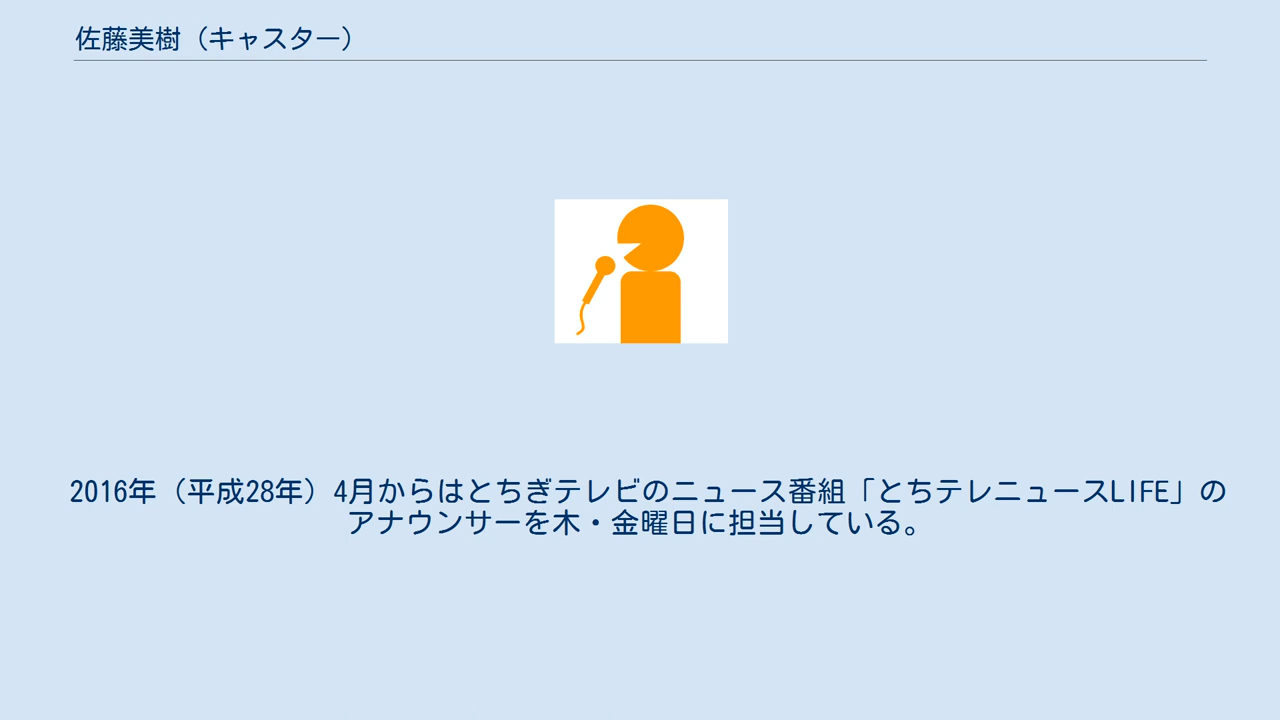 佐藤美樹（キャスター）
2016年（平成28年）4月からはとちぎテレビのニュース番組「とちテレニュースLIFE」の
アナウンサーを木・金曜日に担当している。